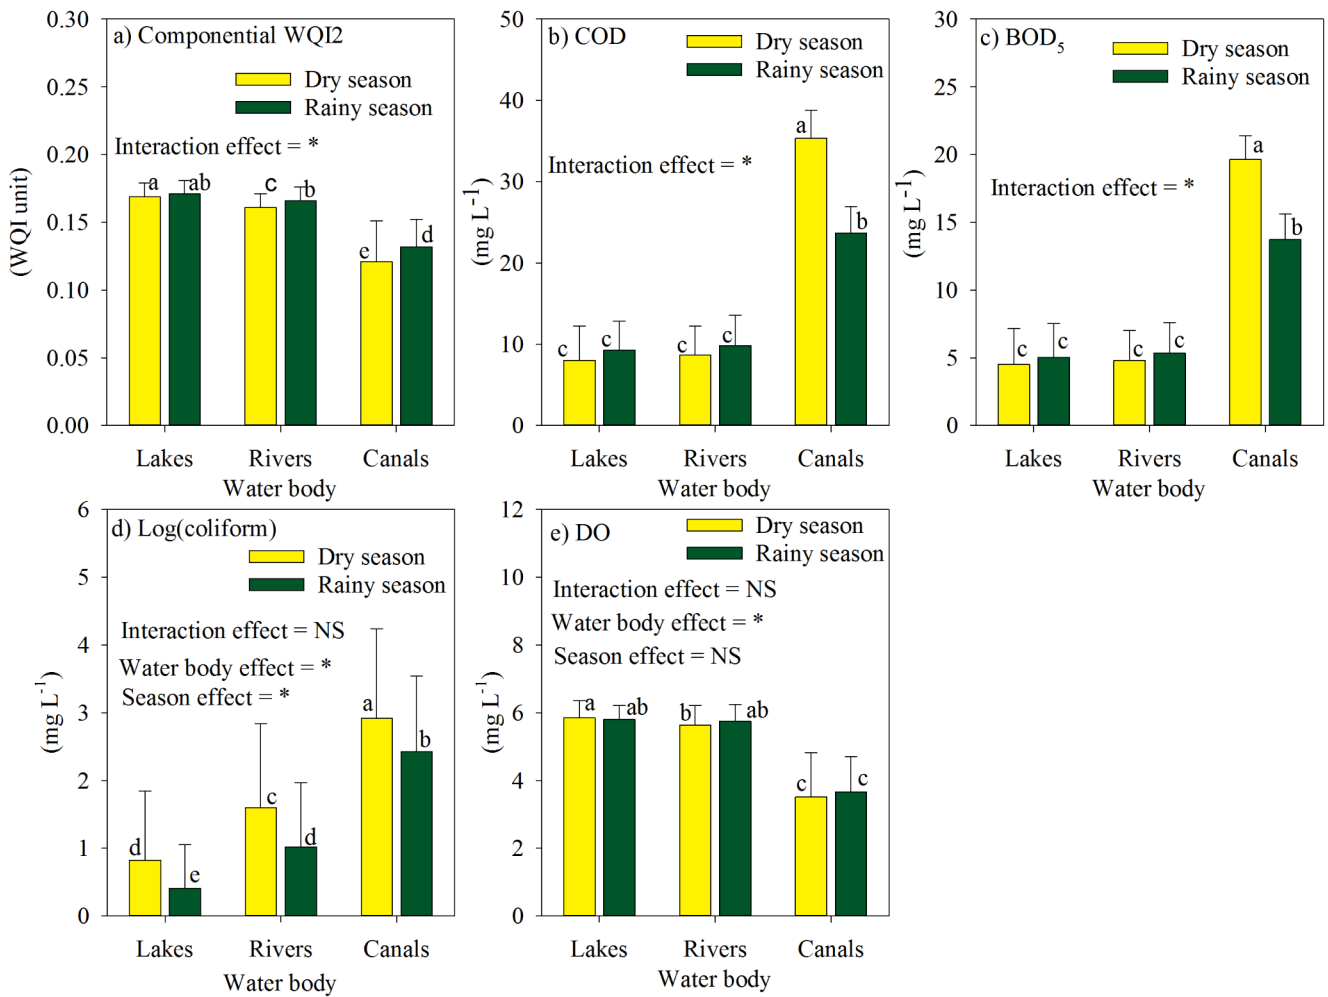 a) Componential WQI2
Dry season
Rainy season
Interaction effect = *
(WQI unit)
0.30
0.25
0.20
0.15
0.10
0.05
0.00
a
ab
c
b
e
d
Lakes
Rivers
Canals
Water body
b) COD
Dry season
Rainy season
Interaction effect = *
(mg L-1)
50
40
30
20
10
0
c
c
c
c
a
b
Lakes
Rivers
Canals
Water body
c) BOD5
Dry season
Rainy season
Interaction effect = *
(mg L-1)
30
25
20
15
10
5
0
c
c
c
c
a
b
Lakes
Rivers
Canals
Water body
d) Log(coliform)
Dry season
Rainy season
Interaction effect = NS
Water body effect = *
Season effect = *
(mg L-1)
6
5
4
3
2
1
0
d
e
c
d
a
b
Lakes
Rivers
Canals
Water body
e) DO
Dry season
Rainy season
Interaction effect = NS
Water body effect = *
Season effect = NS
(mg L-1)
12
10
8
6
4
2
0
a
ab
b
ab
c
c
Lakes
Rivers
Canals
Water body